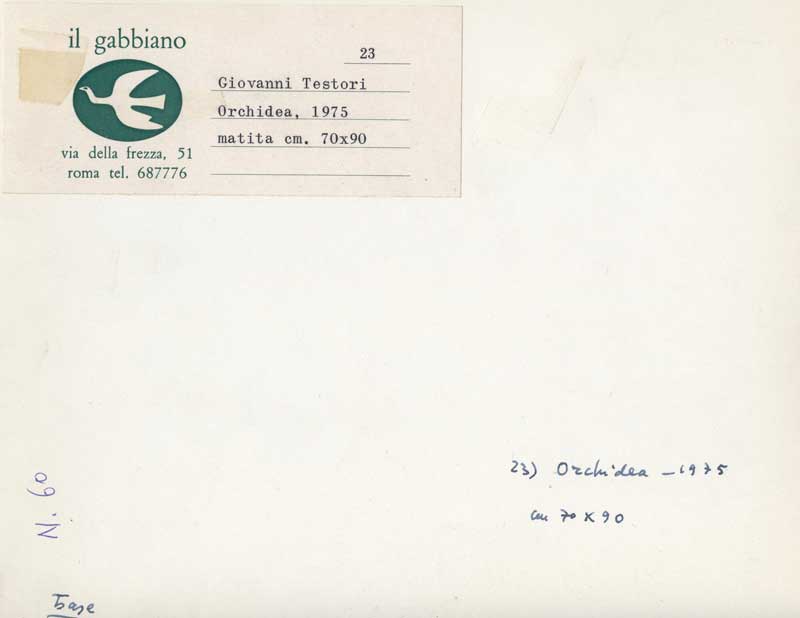 il gabbiano
via della frezza, 51
roma tel. 687776
23
Giovanni Testori
Orchidea, 1975
matita cm. 70x90
23) Orchidea - 1975
cm 70 x 90
N. 60
base